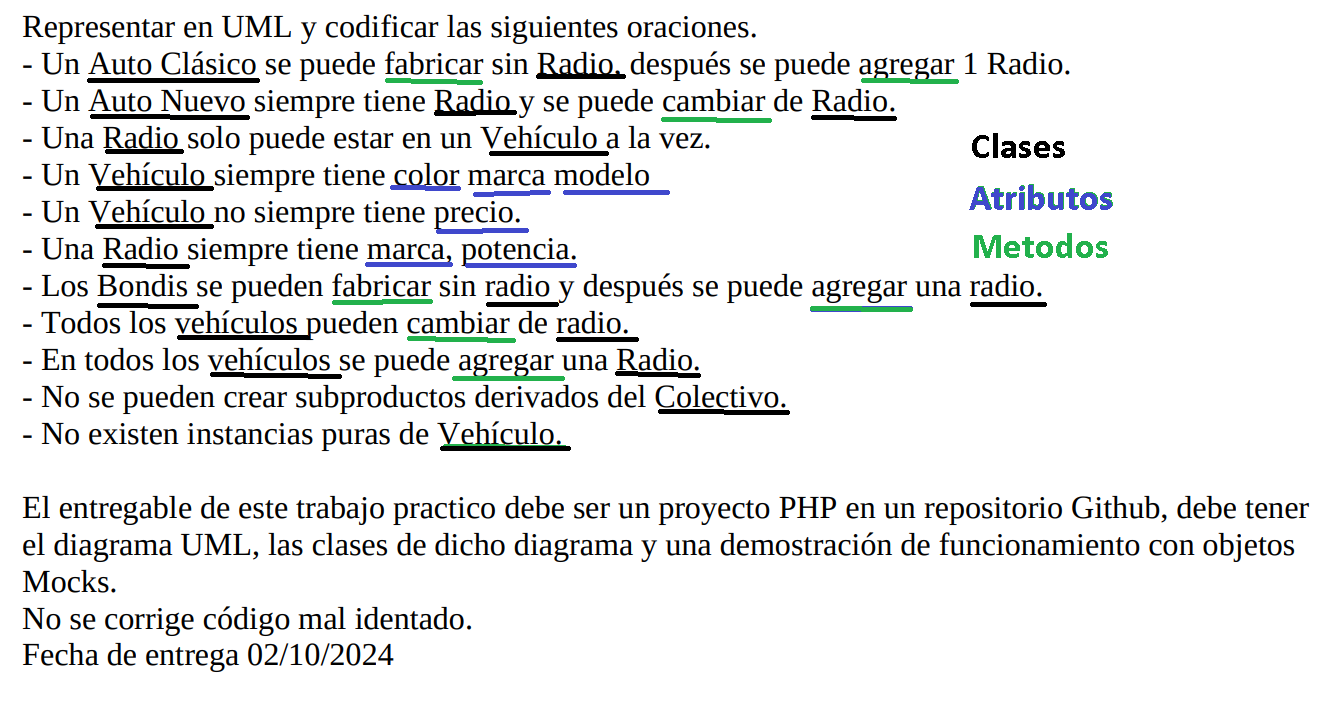 Representar en UML y codificar las siguientes oraciones.
- Un Auto Clásico se puede fabricar sin Radio, después se puede agregar 1 Radio.
- Un Auto Nuevo siempre tiene Radio y se puede cambiar de Radio.
- Una Radio solo puede estar en un Vehículo a la vez.
Clases
- Un Vehículo siempre tiene color marca modelo
Atributos
- Un Vehículo no siempre tiene precio.
- Una Radio siempre tiene marca, potencia.
Metodos
- Los Bondis se pueden fabricar sin radio y después se puede agregar una radio.
- Todos los vehículos pueden cambiar de radio.
- En todos los vehículos se puede agregar una Radio.
- No se pueden crear subproductos derivados del Colectivo.
- No existen instancias puras de Vehículo.
El entregable de este trabajo practico debe ser un proyecto PHP en un repositorio Github, debe tener
el diagrama UML, las clases de dicho diagrama y una demostración de funcionamiento con objetos
Mocks.
No se corrige código mal identado.
Fecha de entrega 02/10/2024